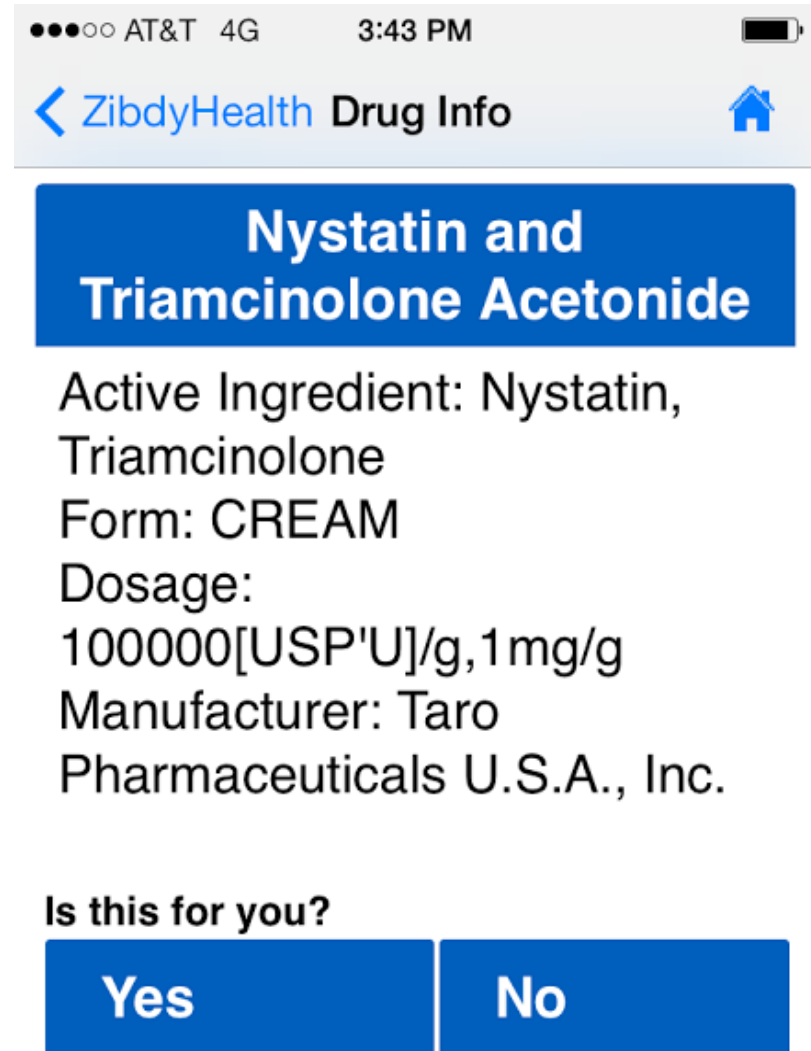 AT&T 4G 3:43 PM
ZibdyHealth Drug Info
Nystatin and
Triamcinolone Acetonide
Active Ingredient: Nystatin,
Triamcinolone
Form: CREAM
Dosage:
100000[USP'U]/g,1mg/g
Manufacturer: Taro
Pharmaceuticals U.S.A., Inc.
Is this for you?
Yes No